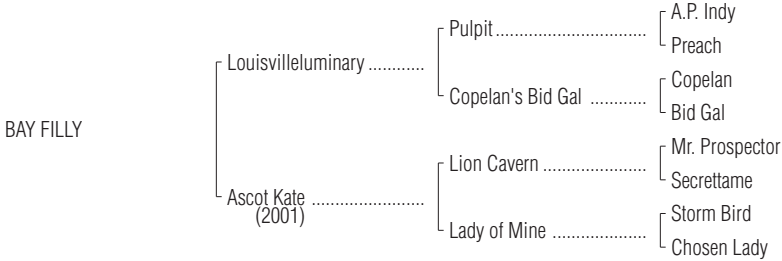 A.P. Indy
Pulpit..............................
Preach
Louisvilleluminary ............
Copelan
Copelan's Bid Gal ............
Bid Gal
BAY FILLY
Mr. Prospector
Lion Cavern ......................
Secrettame
Ascot Kate ........................
(2001)
Storm Bird
Lady of Mine ....................
Chosen Lady